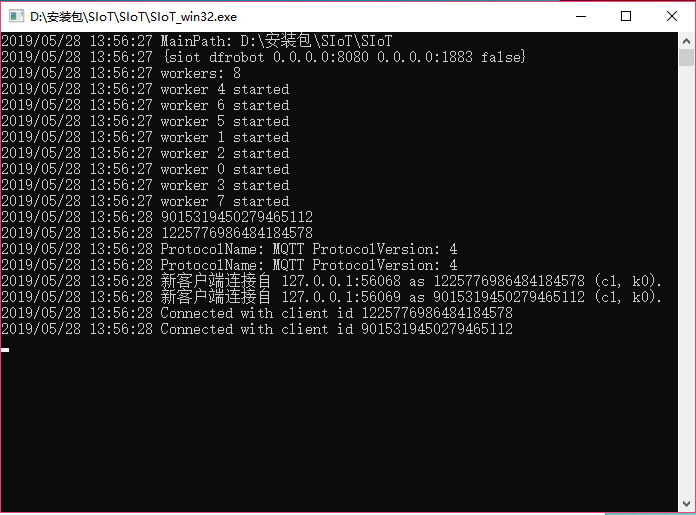 D:\安装包\SIoT\SIoT\SIoT_win32.exe
2019/05/28 13:56:27 MainPath: D:\安装包\SIoT\SIoT
2019/05/28 13:56:27 {siot dfrobot 0.0.0.0:8080 0.0.0.0:1883 false}
2019/05/28 13:56:27 workers: 8
2019/05/28 13:56:27 worker 4 started
2019/05/28 13:56:27 worker 6 started
2019/05/28 13:56:27 worker 5 started
2019/05/28 13:56:27 worker 1 started
2019/05/28 13:56:27 worker 2 started
2019/05/28 13:56:27 worker 0 started
2019/05/28 13:56:27 worker 3 started
2019/05/28 13:56:27 worker 7 started
2019/05/28 13:56:28 9015319450279465112
2019/05/28 13:56:28 1225776986484184578
2019/05/28 13:56:28 ProtocolName: MQTT ProtocolVersion: 4
2019/05/28 13:56:28 ProtocolName: MQTT ProtocolVersion: 4
2019/05/28 13:56:28 新客户端连接自 127.0.0.1:56068 as 1225776986484184578 (c1, k0).
2019/05/28 13:56:28 新客户端连接自 127.0.0.1:56069 as 9015319450279465112 (c1, k0).
2019/05/28 13:56:28 Connected with client id 1225776986484184578
2019/05/28 13:56:28 Connected with client id 9015319450279465112